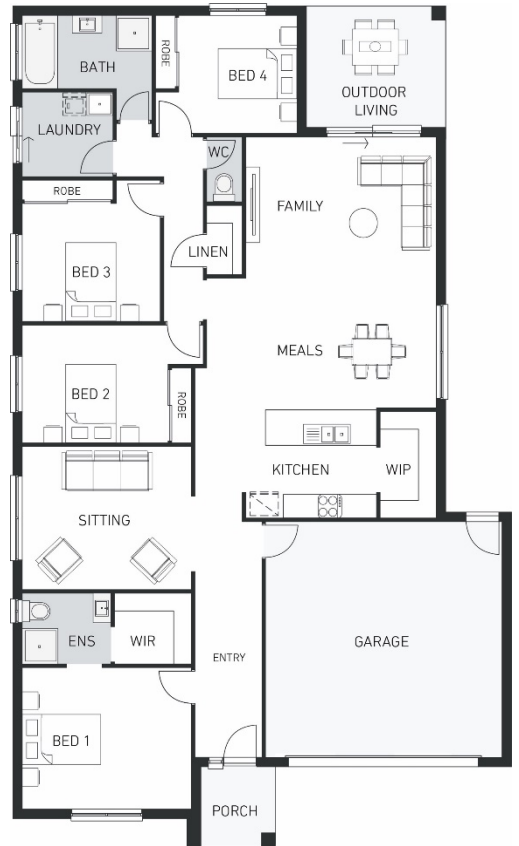 ROBE
BATH
BED 4
OUTDOOR
LIVING
LAUNDRY
WC
ROBE
FAMILY
LINEN
BED 3
MEALS
BED 2
ROBE
KITCHEN
WIP
SITTING
ENS
WIR
ENTRY
GARAGE
BED 1
PORCH